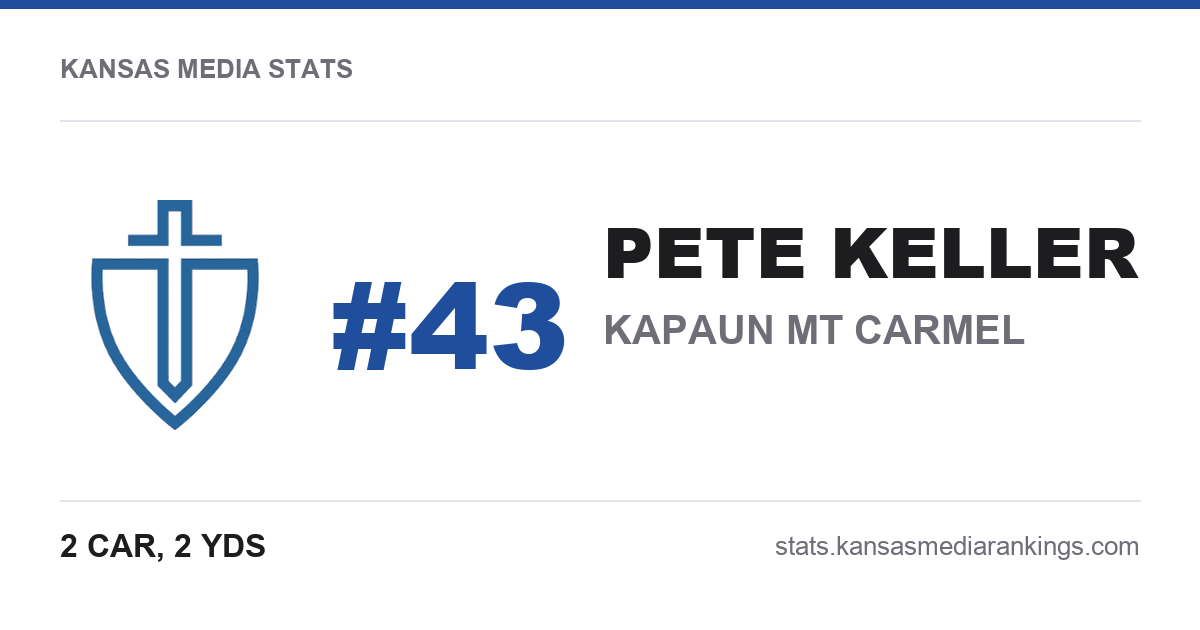 KANSAS MEDIA STATS
#43
PETE KELLER
KAPAUN MT CARMEL
2 CAR, 2 YDS
stats.kansasmediarankings.com